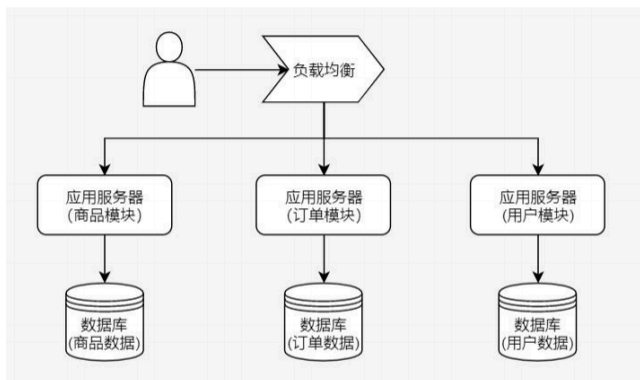 负载均衡
应用服务器
(商品模块)
应用服务器
(订单模块)
应用服务器
(用户模块)
数据库
(商品数据)
数据库
(订单数据)
数据库
(用户数据)